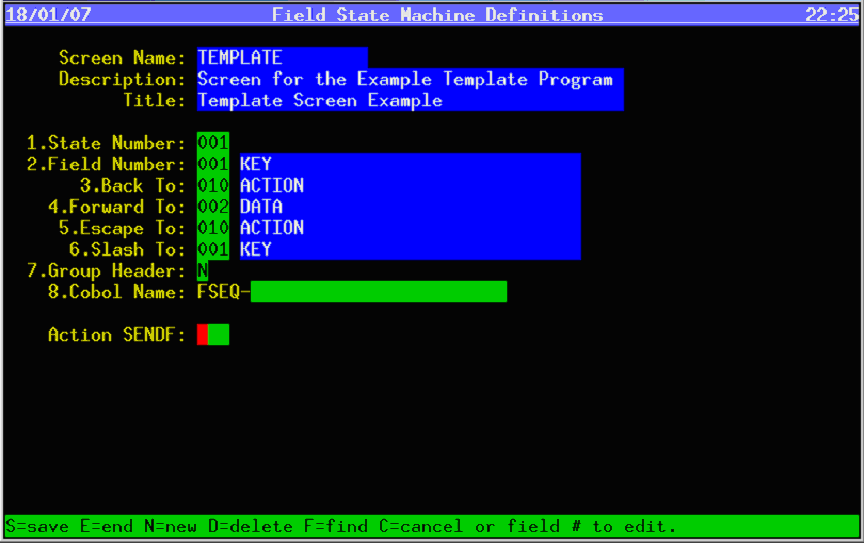 18/01/07 Field State Machine Definitions 22:25
Screen Name: TEMPLATE
Description: Screen for the Example Template Program
Title: Template Screen Example
1.State Number: 001
2.Field Number: 001 KEY
3.Back To: 010 ACTION
4.Forward To: 002 DATA
5.Escape To: 010 ACTION
6.Slash To: 001 KEY
7.Group Header: N
8.Cobol Name: FSEQ-
Action SENDF:
S=save E=end N=new D=delete F=find C=cancel or field # to edit.